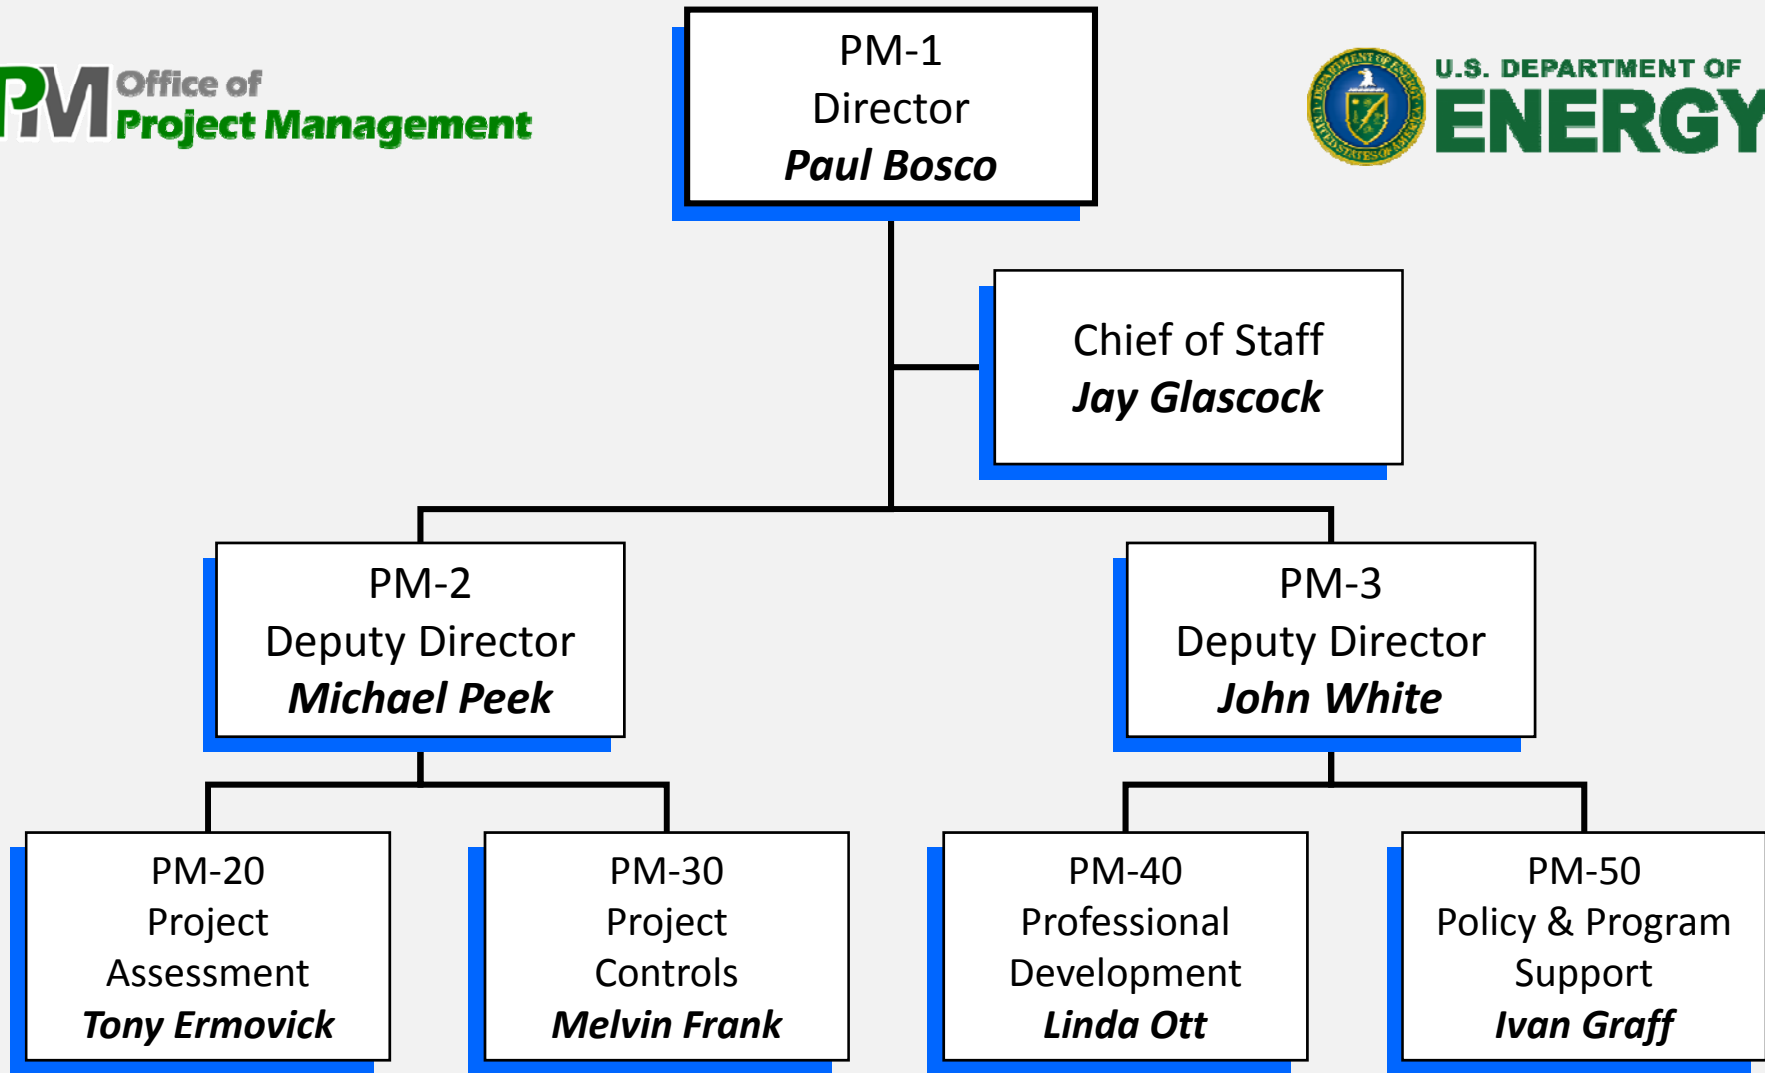 PM Office of
Project Management
U.S. DEPARTMENT OF
ENERGY
PM-1
Director
Paul Bosco
Chief of Staff
Jay Glascock
PM-2
Deputy Director
Michael Peek
PM-3
Deputy Director
John White
PM-20
Project
Assessment
Tony Ermovick
PM-30
Project
Controls
Melvin Frank
PM-40
Professional
Development
Linda Ott
PM-50
Policy & Program
Support
Ivan Graff